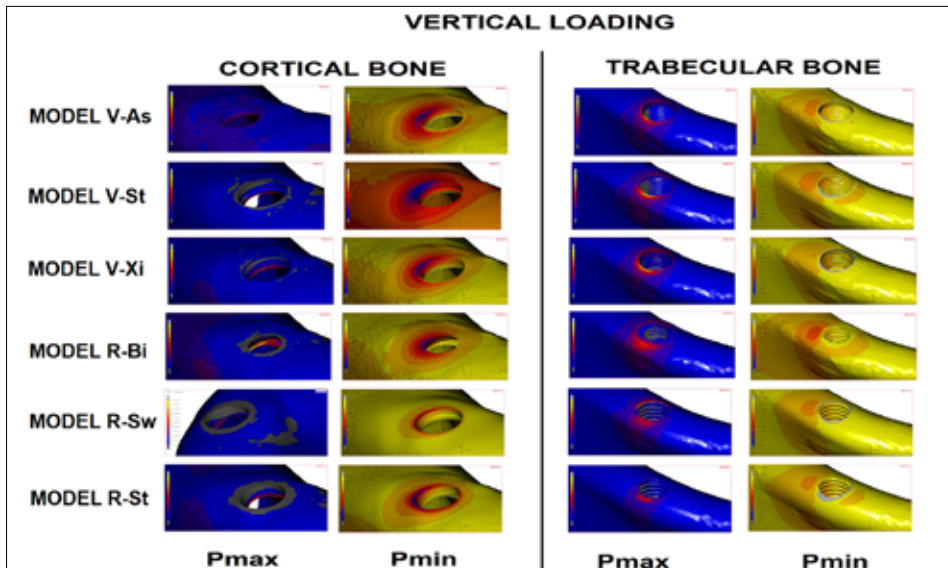 VERTICAL LOADING
CORTICAL BONE
TRABECULAR BONE
MODEL V-As
MODEL V-St
MODEL V-Xi
MODEL R-Bi
MODEL R-Sw
MODEL R-St
Pmax
Pmin
Pmax
Pmin